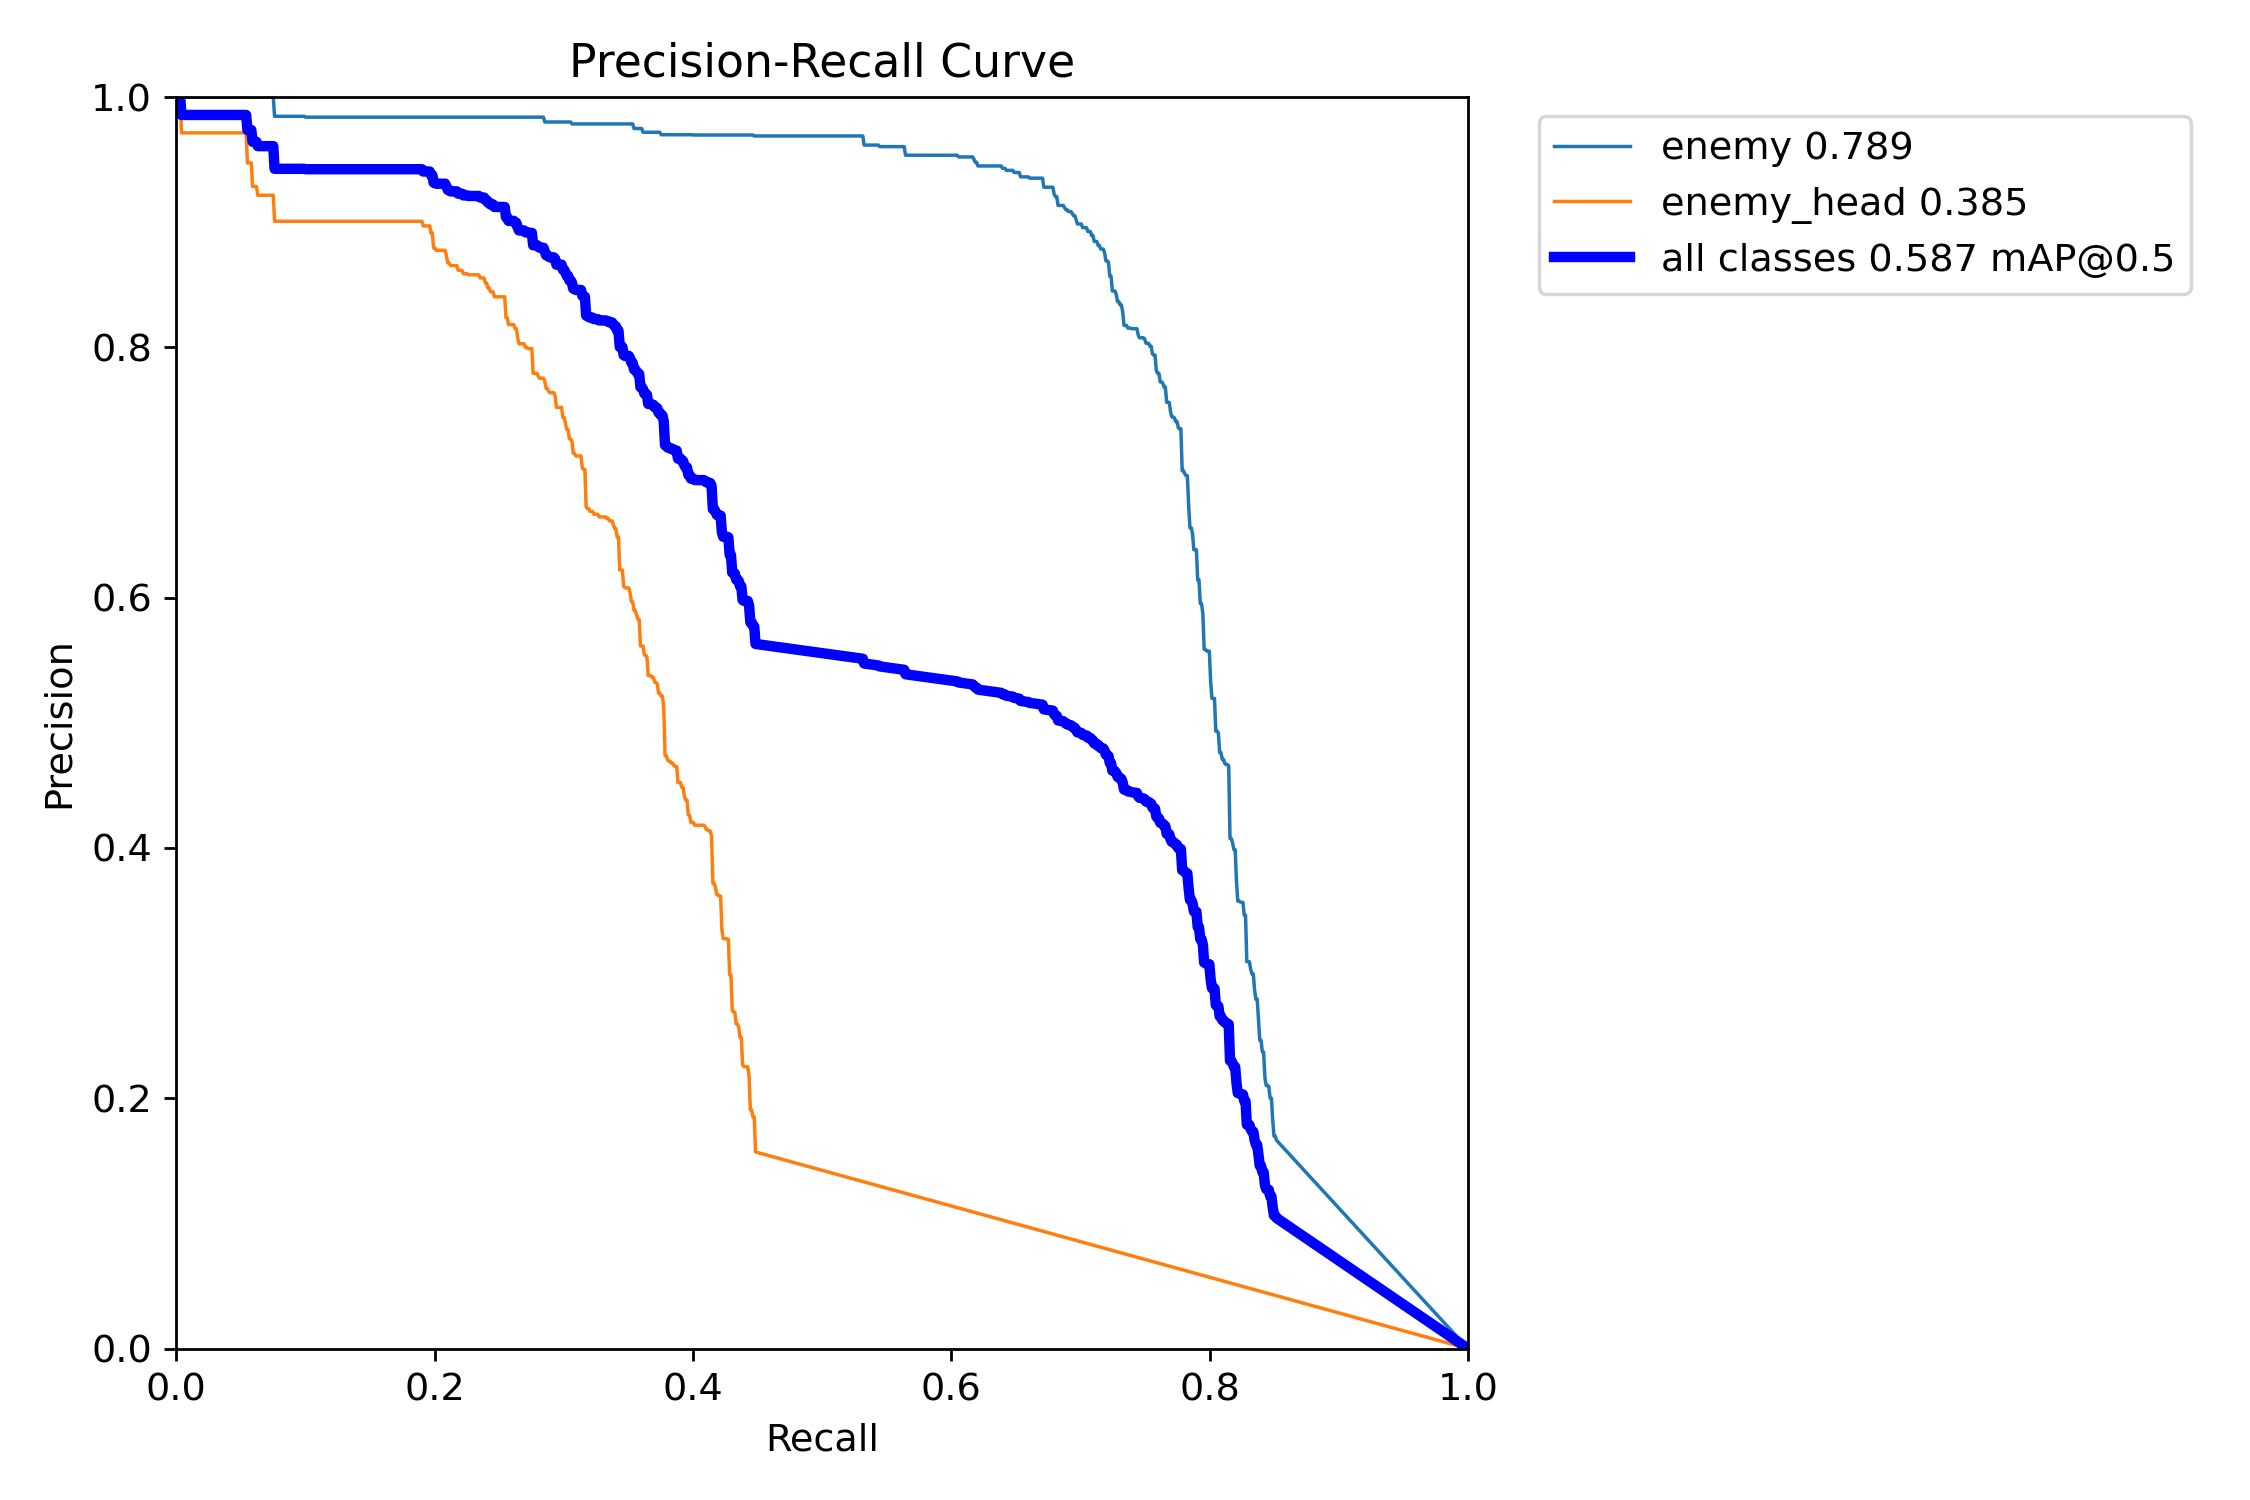 Precision-Recall Curve
1.0
0.8
0.6
0.4
0.2
0.0
Precision
0.0 0.2 0.4 0.6 0.8 1.0
Recall
enemy 0.789
enemy_head 0.385
all classes 0.587 mAP@0.5